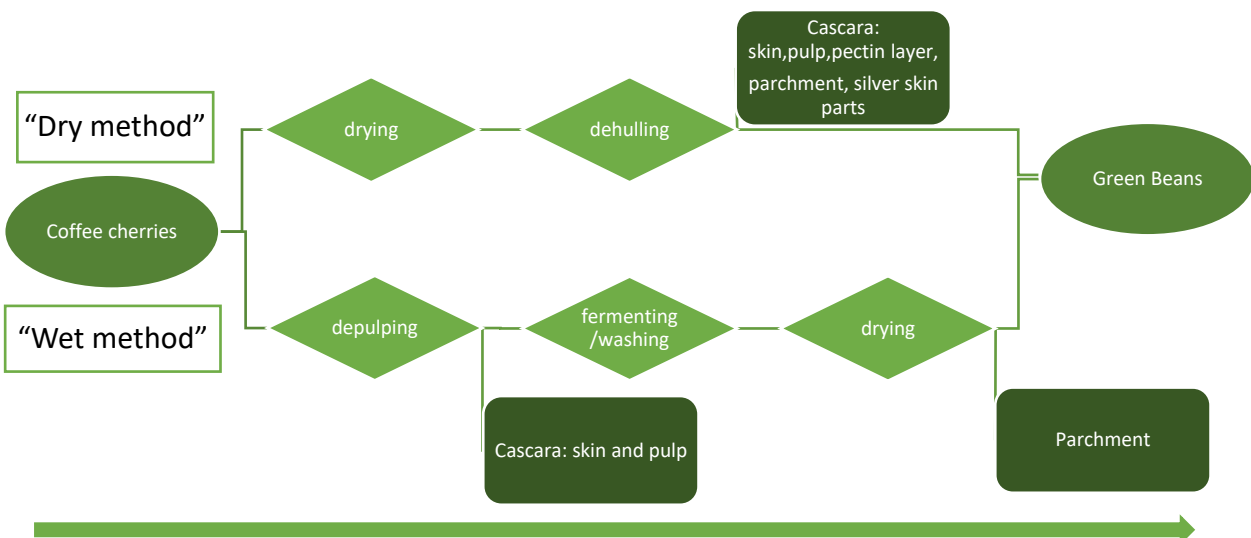 Cascara:
skin,pulp,pectin layer,
parchment, silver skin
parts
“Dry method”
drying
dehulling
Green Beans
Coffee cherries
“Wet method”
depulping
fermenting
/washing
drying
Cascara: skin and pulp
Parchment